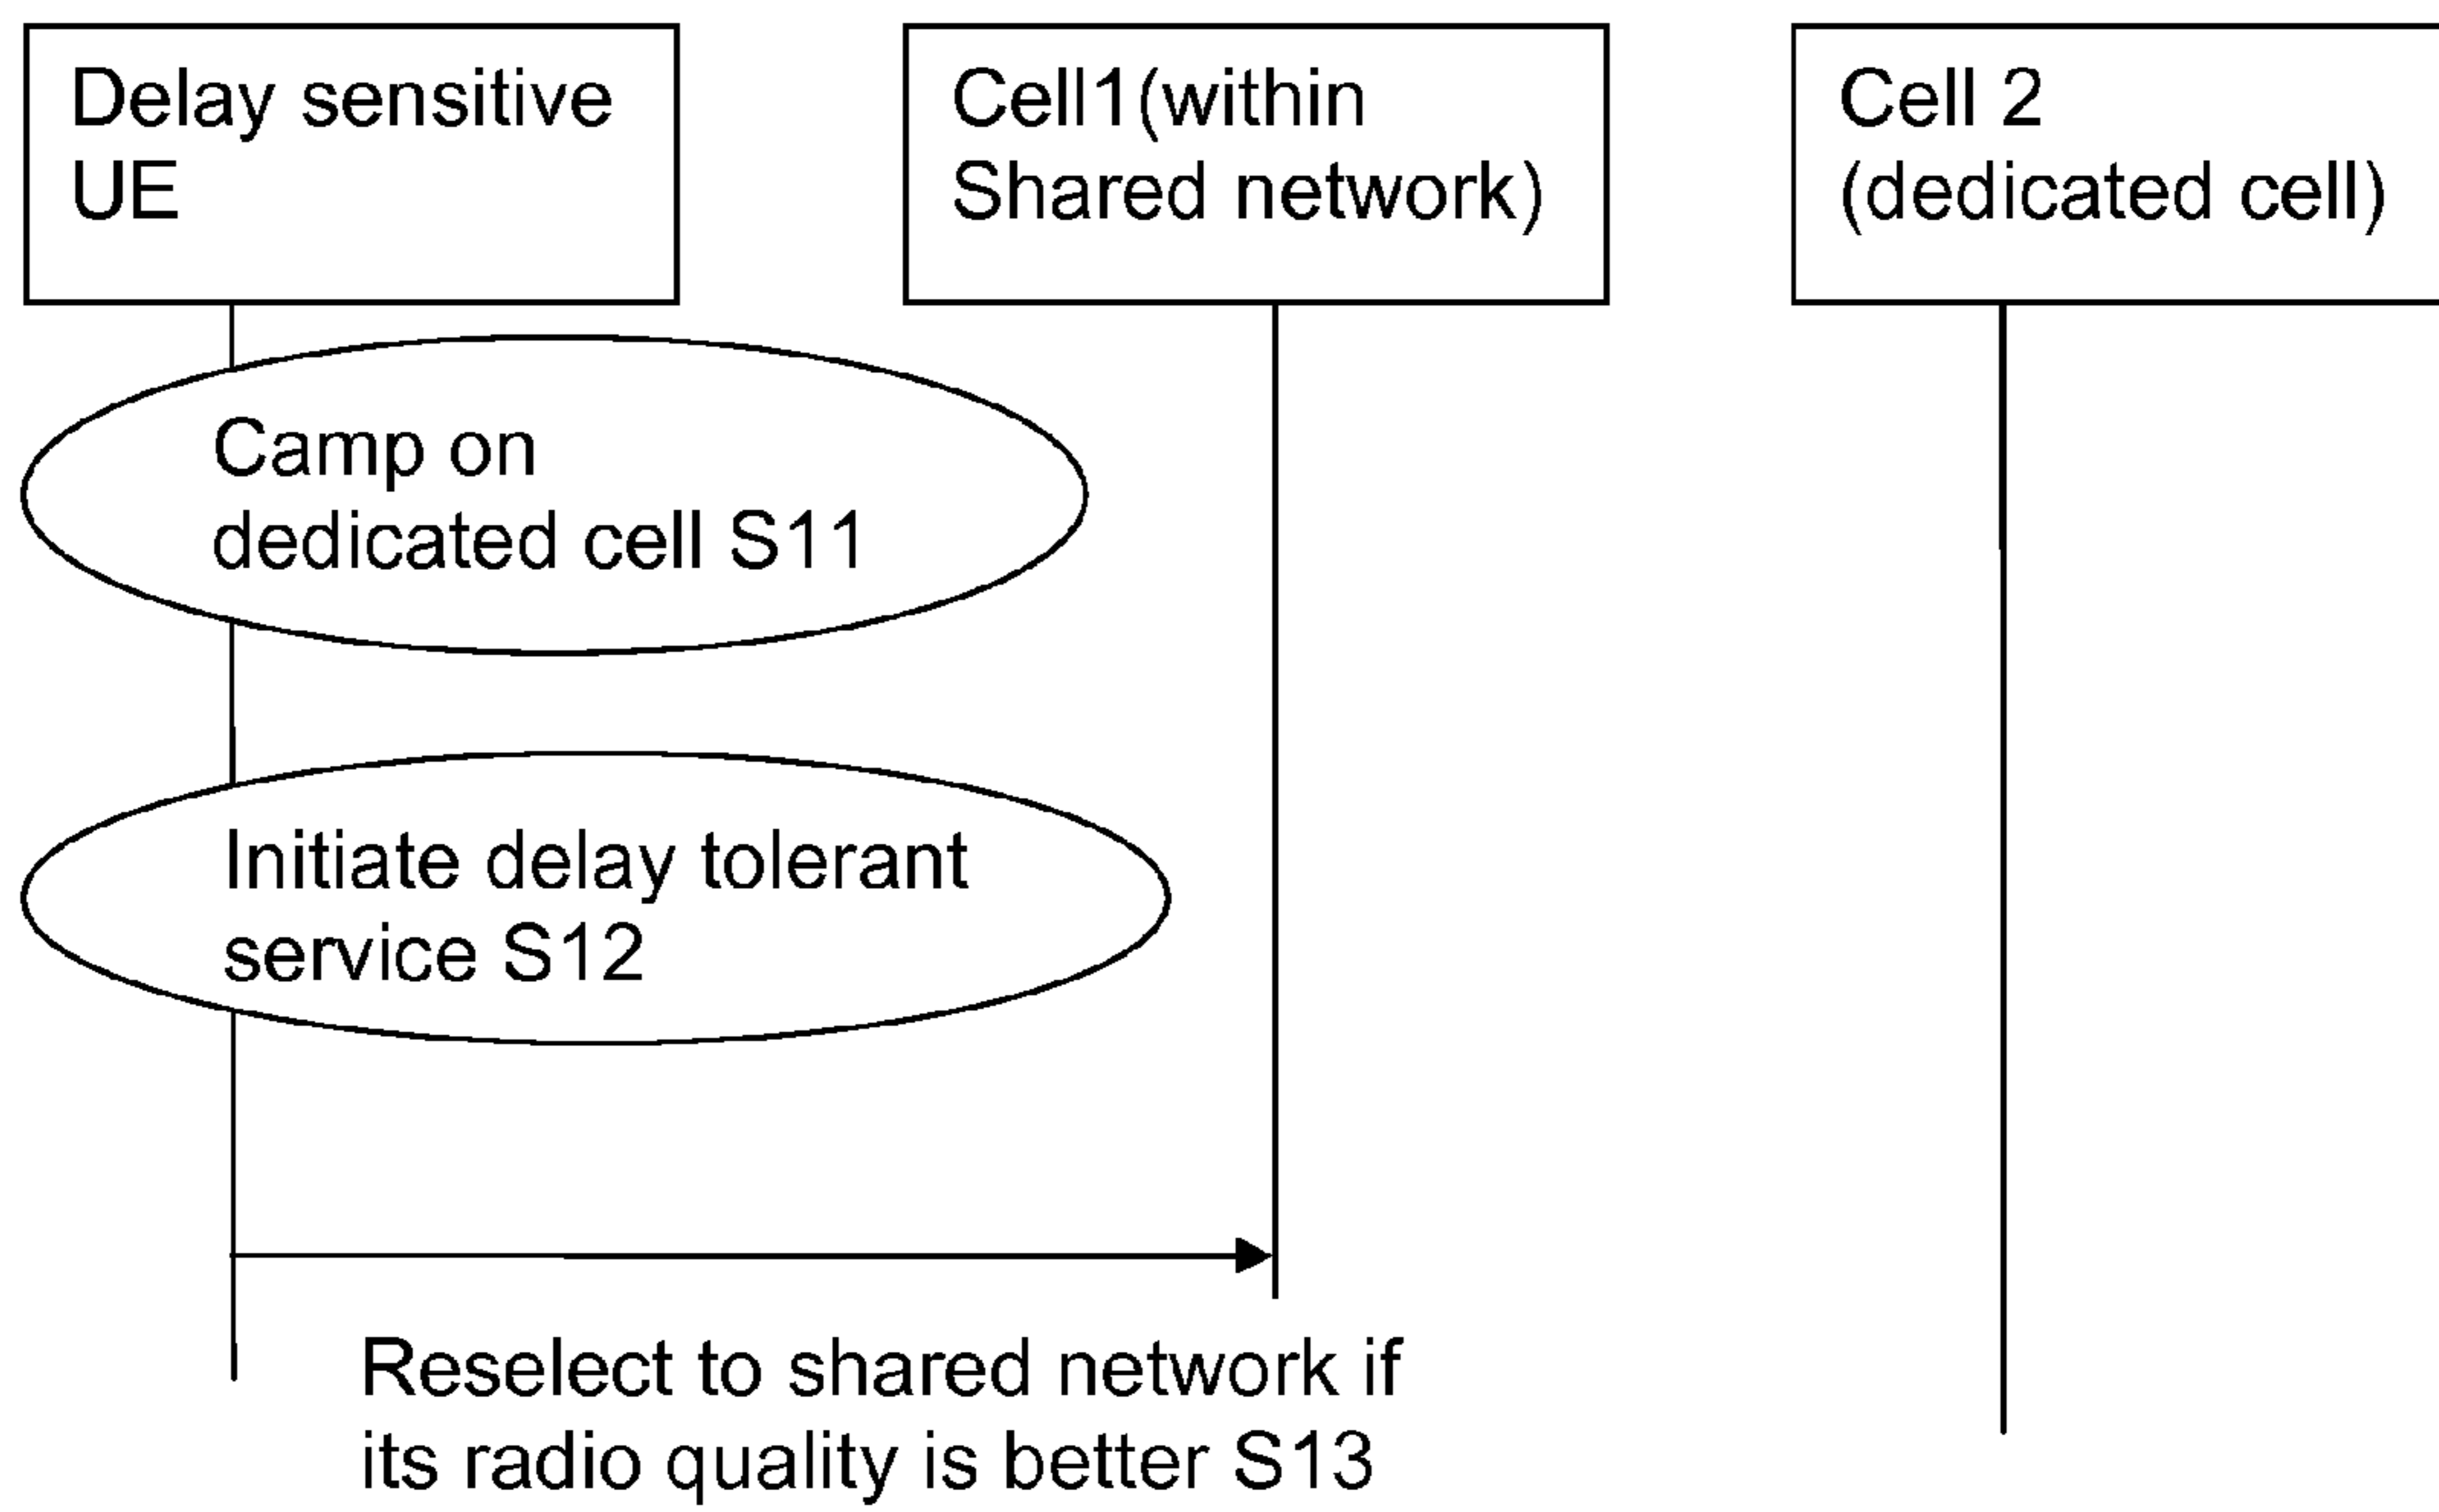 Delay sensitive
UE
Cell1(within
Shared network)
Cell 2
(dedicated cell)
Camp on
dedicated cell S11
Initiate delay tolerant
service S12
Reselect to shared network if
its radio quality is better S13